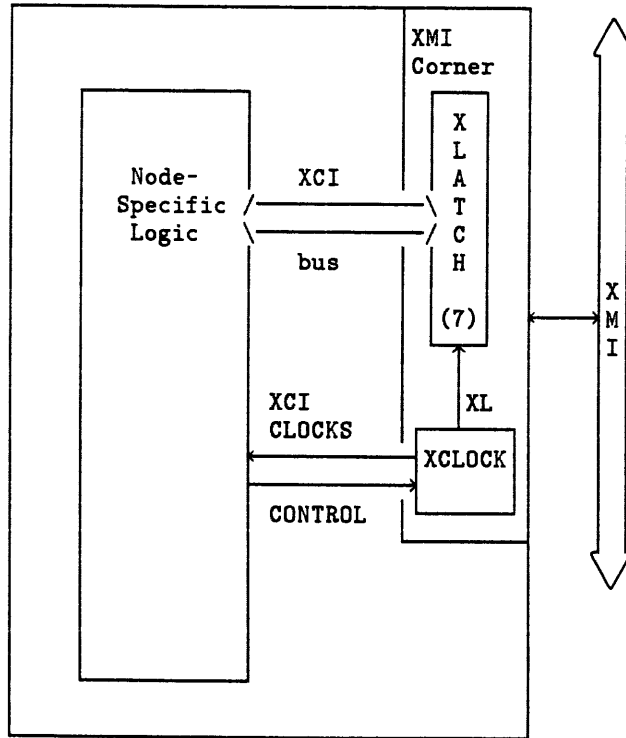 XMI
Corner
X
L
A
T
C
H
(7)
Node-
Specific
Logic
XCI
bus
X
M
I
XL
XCI
CLOCKS
XCLOCK
CONTROL